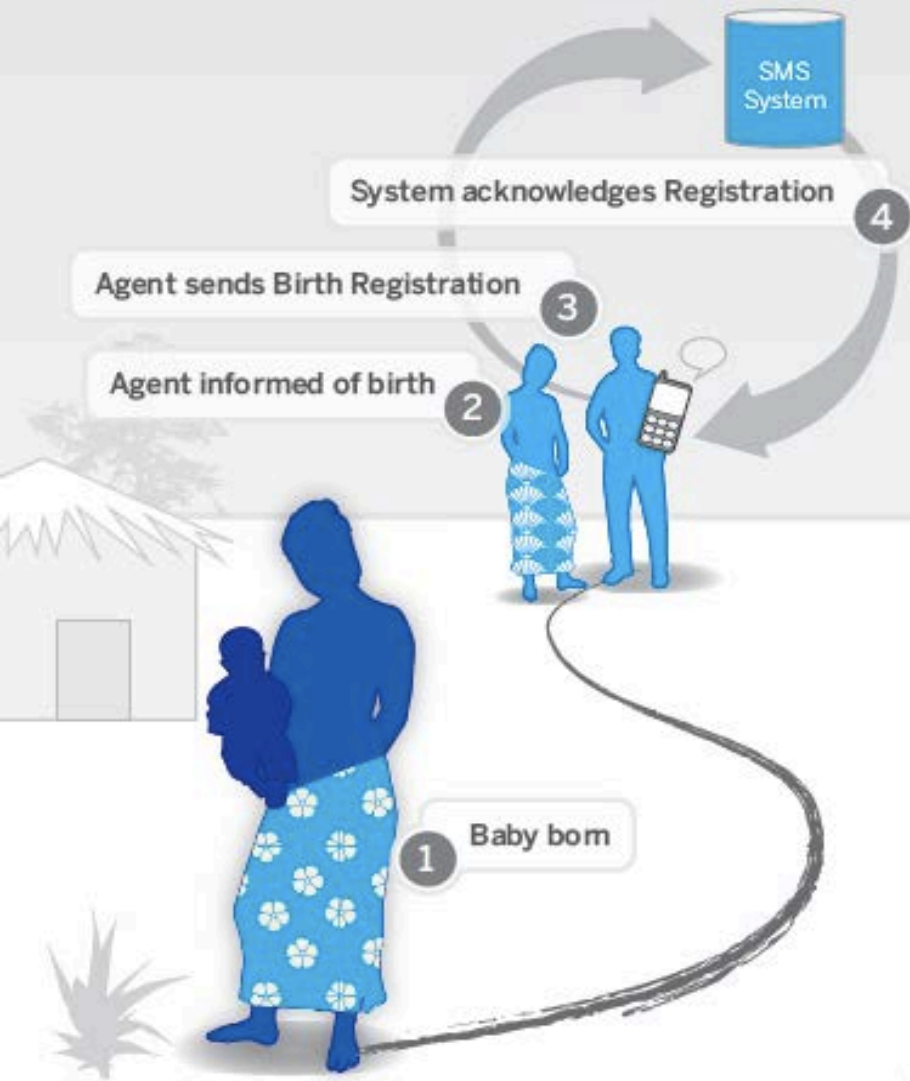 SMS
System
System acknowledges Registration
4
Agent sends Birth Registration
3
Agent informed of birth
2
Baby born
1